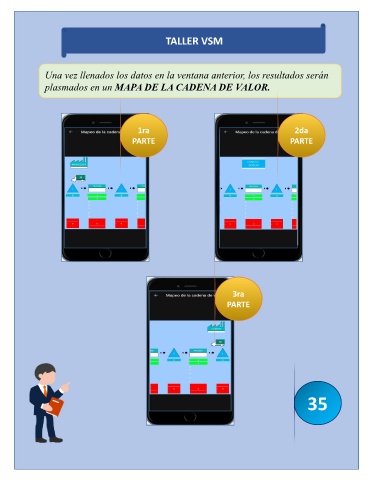 TALLER VSM
Una vez llenados los datos en la ventana anterior, los resultados serán
plasmados en un MAPA DE LA CADENA DE VALOR.
1ra
PARTE
Mapeo de la cadena
2da
PARTE
Mapeo de la cadena d
3ra
PARTE
Mapeo de la cadena de
35